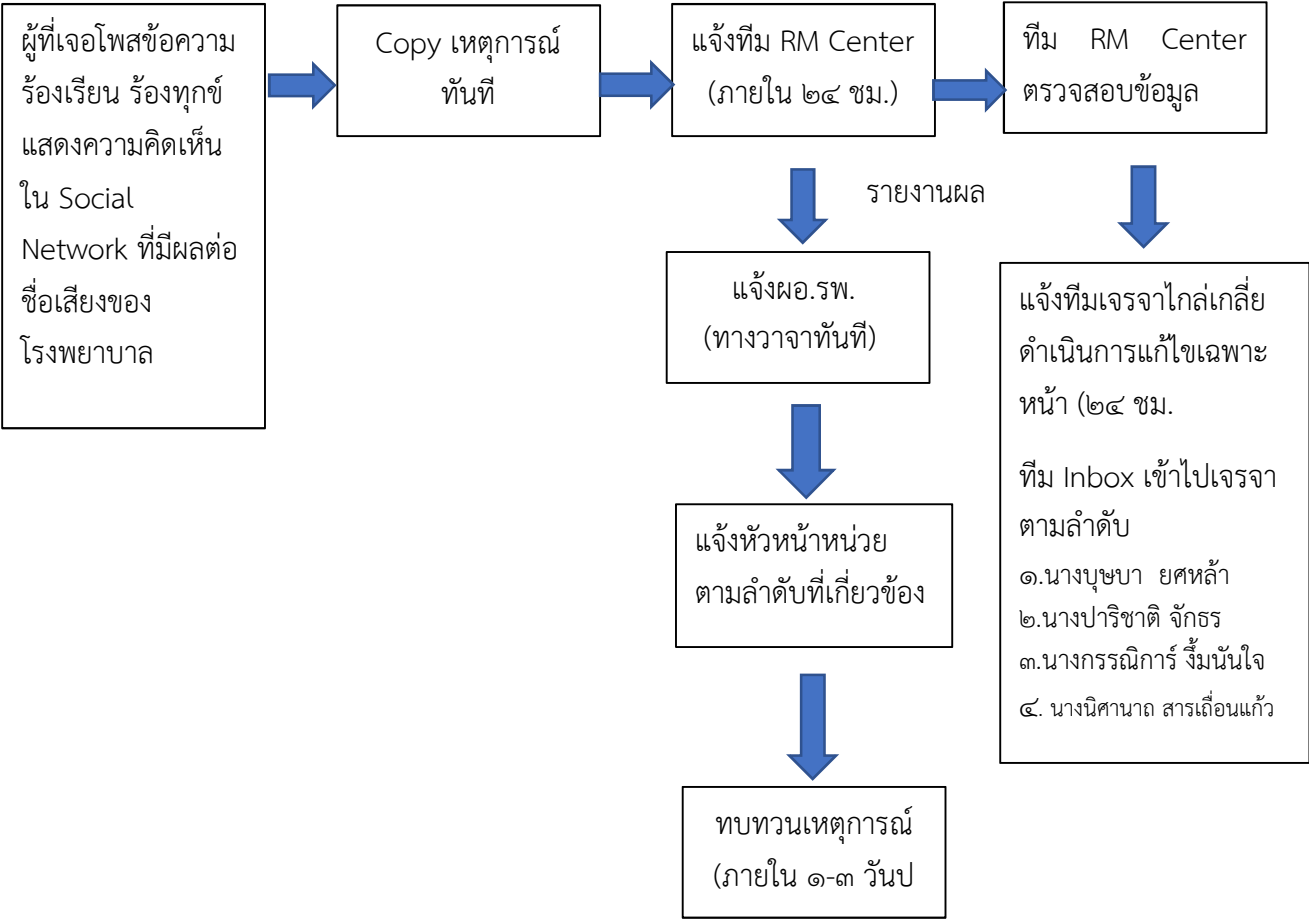 ผู้ที่เจอโพสข้อความ
ร้องเรียน ร้องทุกข์
แสดงความคิดเห็น
ใน Social
Network ที่มีผลต่อ
ชื่อเสียงของ
โรงพยาบาล
Copy เหตุการณ์
ทันที
แจ้งทีม RM Center
(ภายใน ๒๔ ชม.)
ทีม RM Center
ตรวจสอบข้อมูล
รายงานผล
แจ้งผอ.รพ.
(ทางวาจาทันที)
แจ้งหัวหน้าหน่วย
ตามลำดับที่เกี่ยวข้อง
ทบทวนเหตุการณ์
(ภายใน ๑-๓ วันป
แจ้งทีมเจรจาไกล่เกลี่ย
ดำเนินการแก้ไขเฉพาะ
หน้า (๒๔ ชม.
ทีม Inbox เข้าไปเจรจา
ตามลำดับ
๑.นางบุษบา ยศหล้า
๒.นางปาริชาติ จักธร
๓.นางกรรณิการ์ งิ้มนันใจ
๔. นางนิศานาถ สารเถื่อนแก้ว